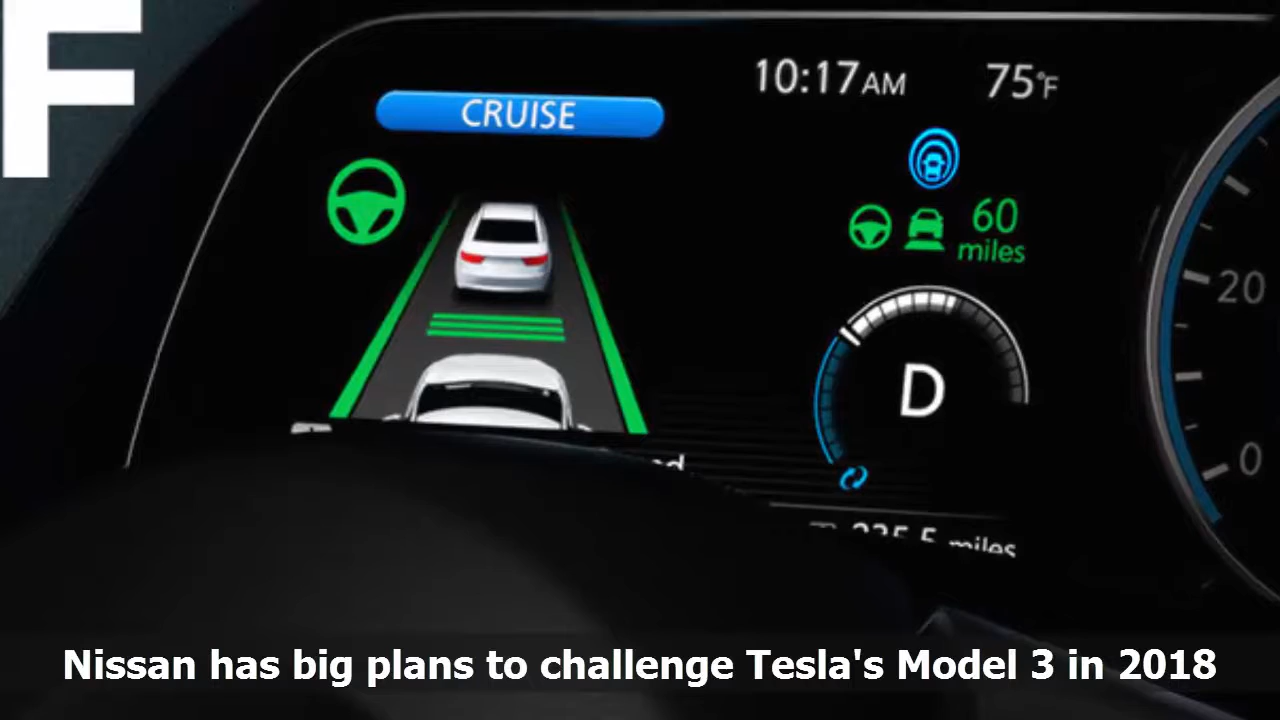 F
CRUISE
10:17AM 75°F
60
miles
20
D
0
miles
Nissan has big plans to challenge Tesla's Model 3 in 2018